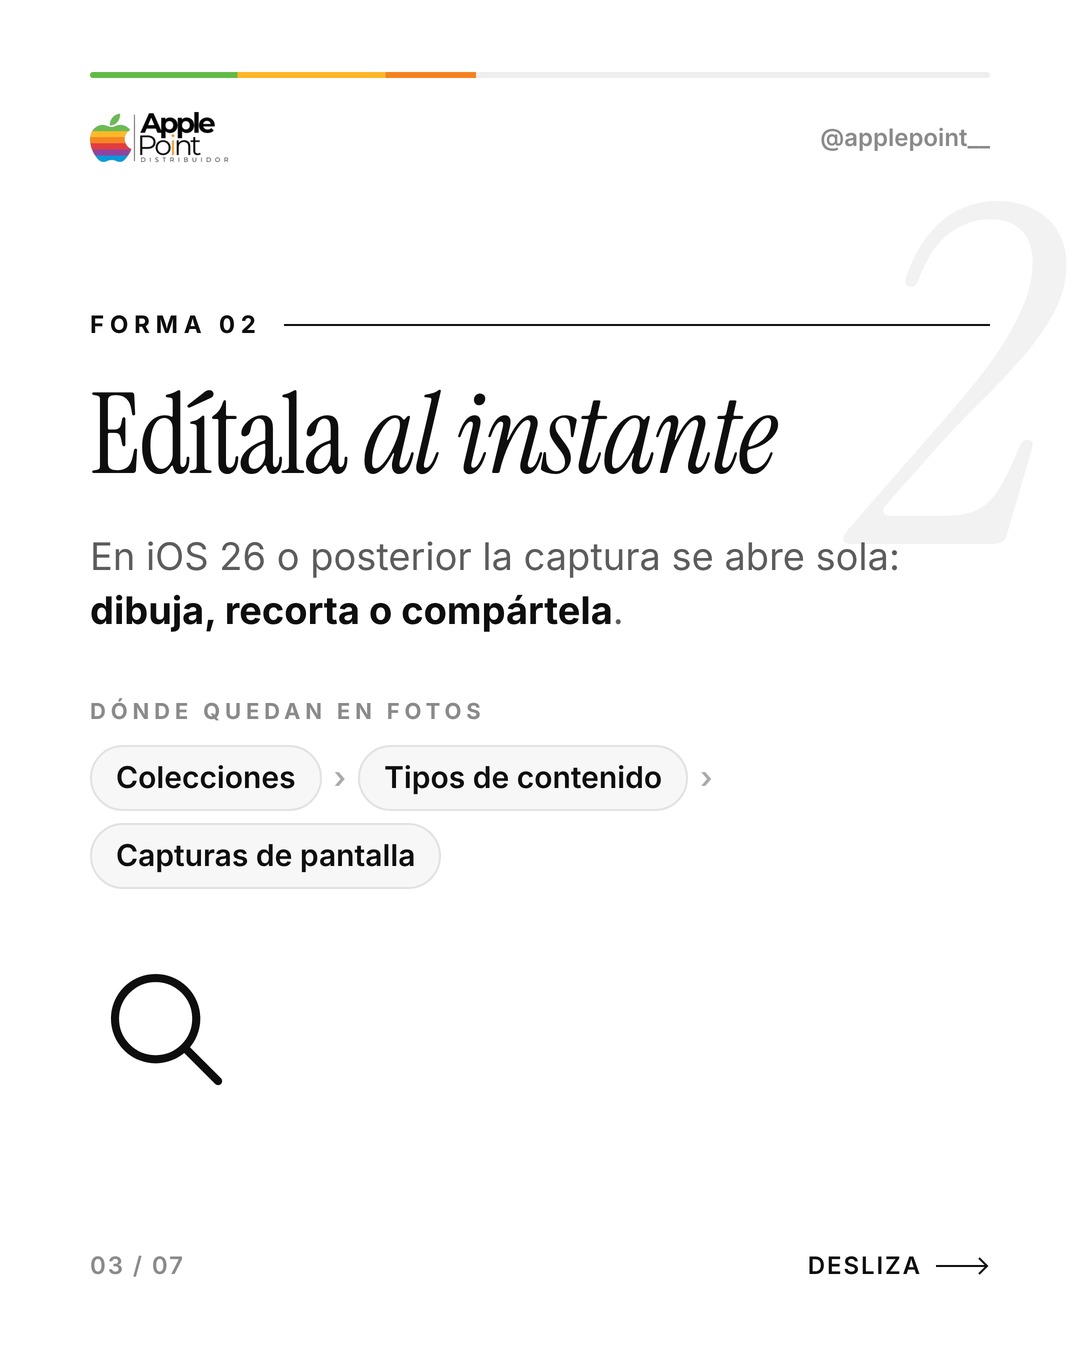 Apple
Point
DISTRIBUIDOR
@applepoint__
2
FORMA 02
Edítala al instante
En iOS 26 o posterior la captura se abre sola:
dibuja, recorta o compártela.
DÓNDE QUEDAN EN FOTOS
Colecciones › Tipos de contenido ›
Capturas de pantalla
03 / 07
DESLIZA